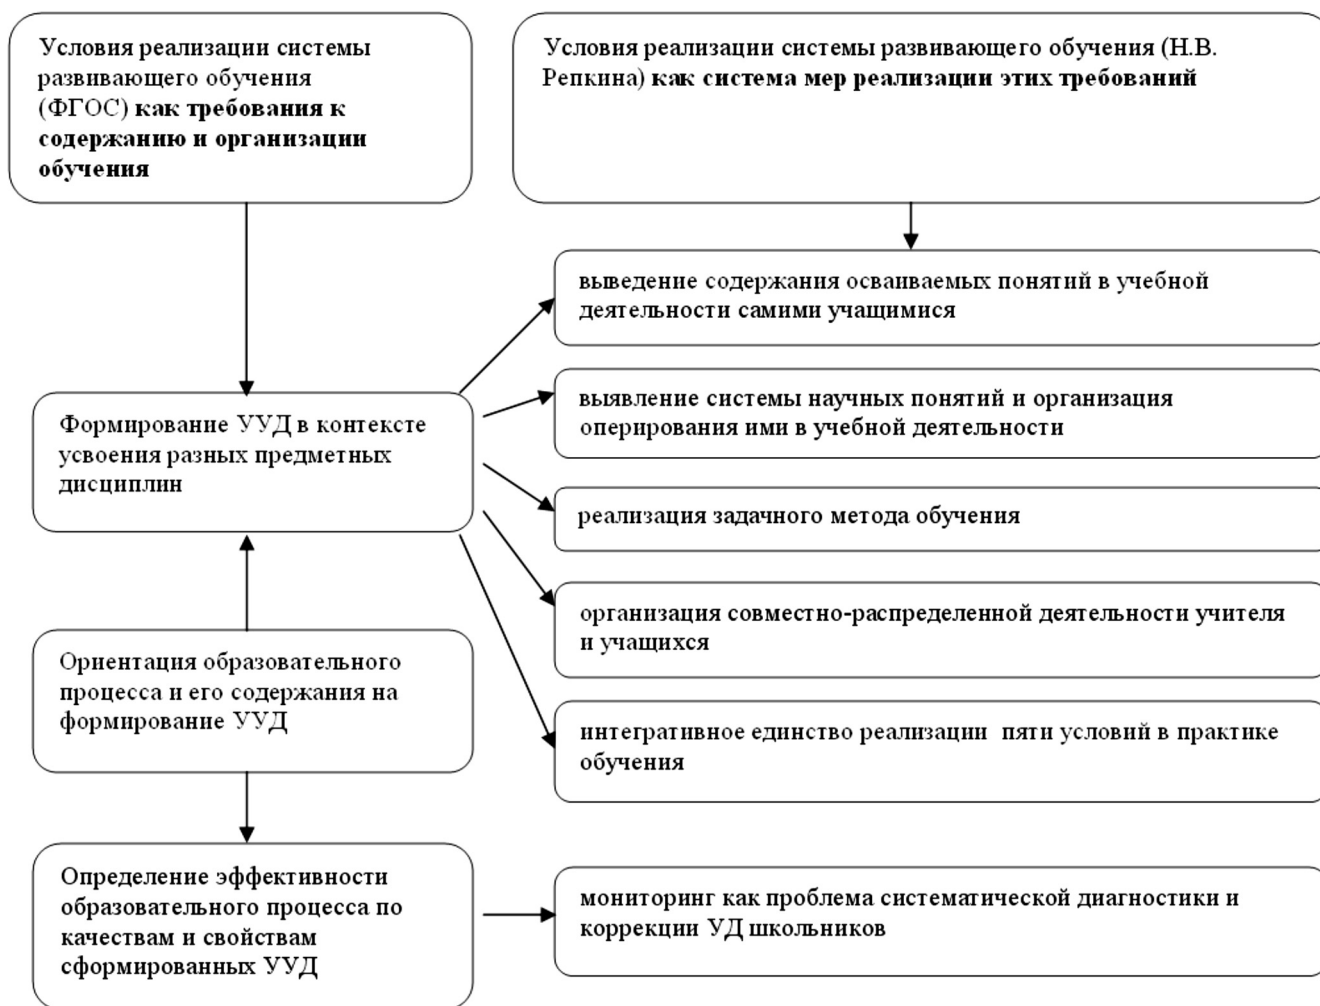 Условия реализации системы
развивающего обучения
(ФГОС) как требования к
содержанию и организации
обучения
Условия реализации системы развивающего обучения (Н.В.
Репкина) как система мер реализации этих требований
выведение содержания осваиваемых понятий в учебной
деятельности самими учащимися
выявление системы научных понятий и организация
оперирования ими в учебной деятельности
Формирование УУД в контексте
усвоения разных предметных
дисциплин
реализация задачного метода обучения
организация совместно-распределенной деятельности учителя
и учащихся
Ориентация образовательного
процесса и его содержания на
формирование УУД
интегративное единство реализации пяти условий в практике
обучения
Определение эффективности
образовательного процесса по
качествам и свойствам
сформированных УУД
мониторинг как проблема систематической диагностики и
коррекции УД школьников